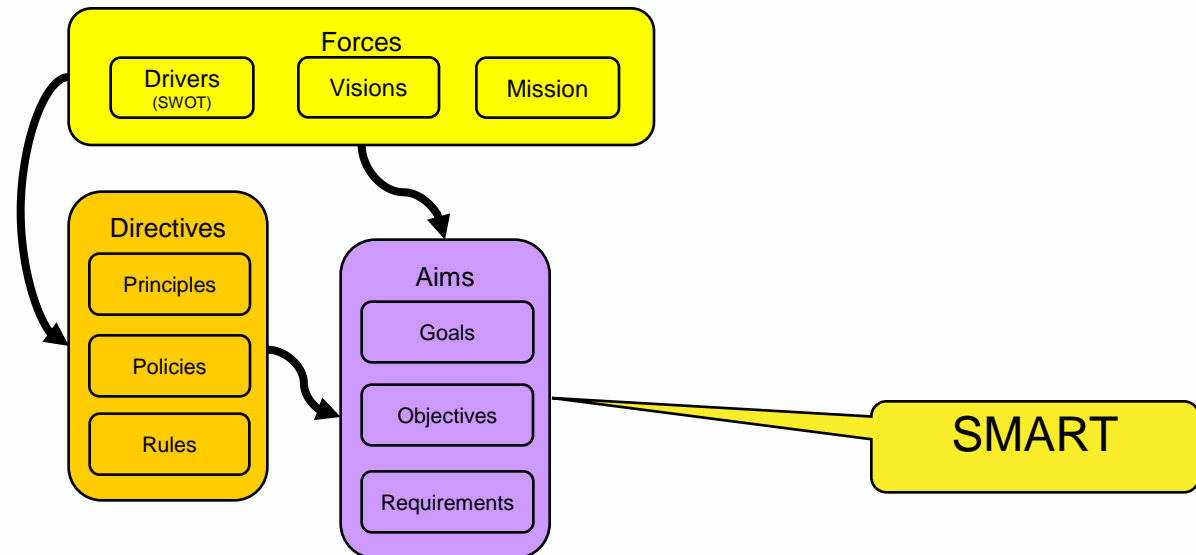 Forces
Drivers
(SWOT)
Visions
Mission
Directives
Principles
Policies
Rules
Aims
Goals
Objectives
Requirements
SMART